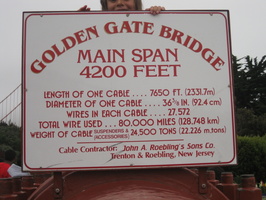 GOLDEN GATE BRIDGE
MAIN SPAN
4200 FEET
LENGTH OF ONE CABLE .... 7650 FT. (2331.7m)
DIAMETER OF ONE CABLE .... 36 3/8 IN. (92.4 cm)
WIRES IN EACH CABLE .... 27,572
TOTAL WIRE USED .. 80,000 MILES (128,748 km)
WEIGHT OF CABLE SUSPENDERS & ACCESSORIES 24,500 TONS (22,226 m.tons)
Cable Contractor: John A. Roebling's Sons Co.
Trenton & Roebling, New Jersey